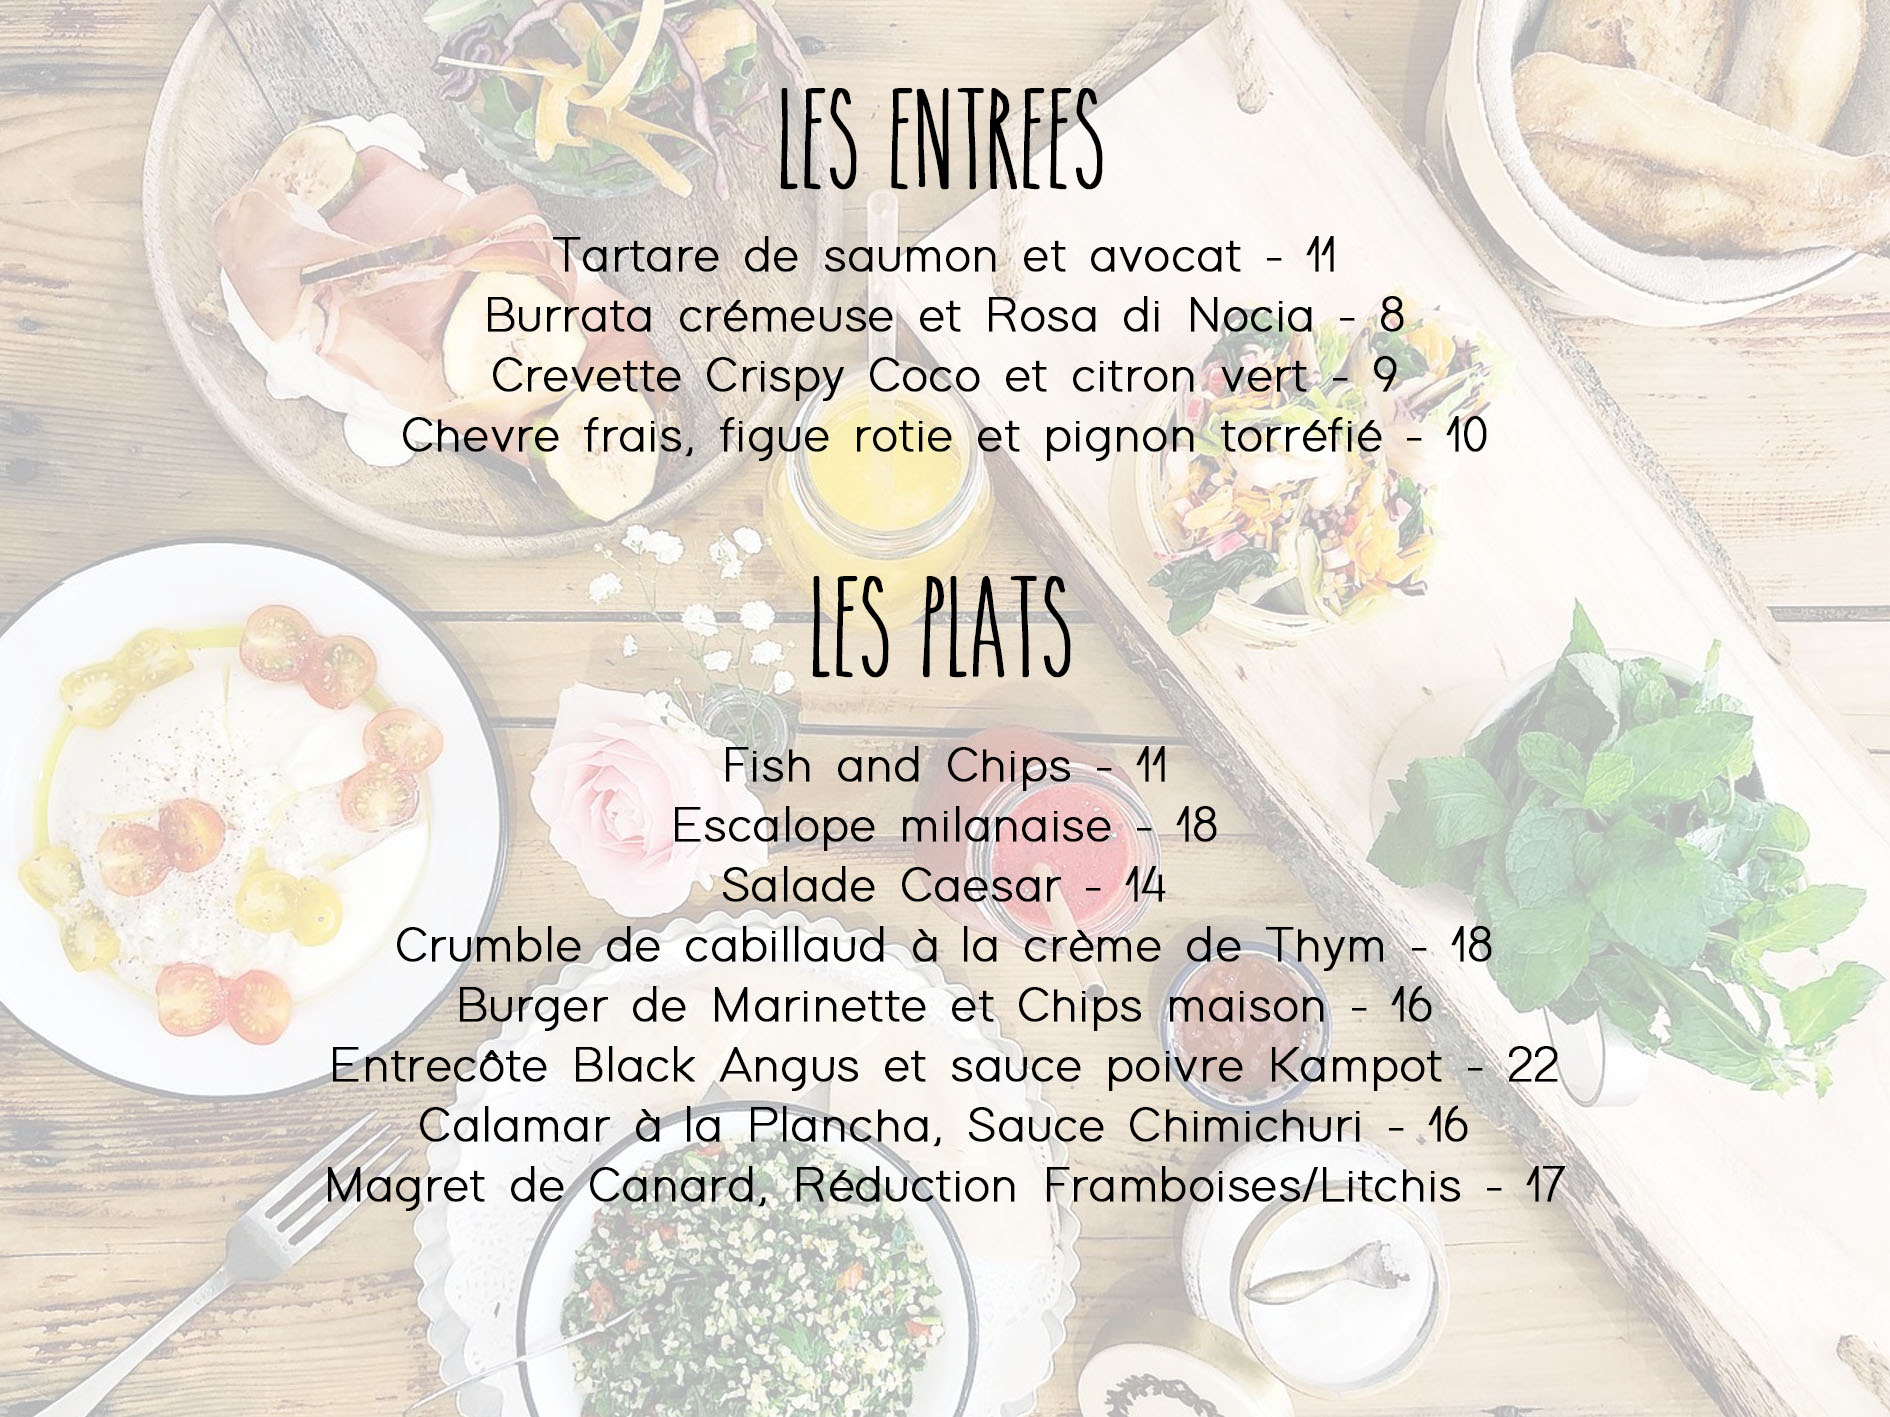 LES ENTREES
Tartare de saumon et avocat - 11
Burrata crémeuse et Rosa di Nocia - 8
Crevette Crispy Coco et citron vert - 9
Chevre frais, figue rotie et pignon torréfié - 10
LES PLATS
Fish and Chips - 11
Escalope milanaise - 18
Salade Caesar - 14
Crumble de cabillaud à la crème de Thym - 18
Burger de Marinette et Chips maison - 16
Entrecôte Black Angus et sauce poivre Kampot - 22
Calamar à la Plancha, Sauce Chimichuri - 16
Magret de Canard, Réduction Framboises/Litchis - 17